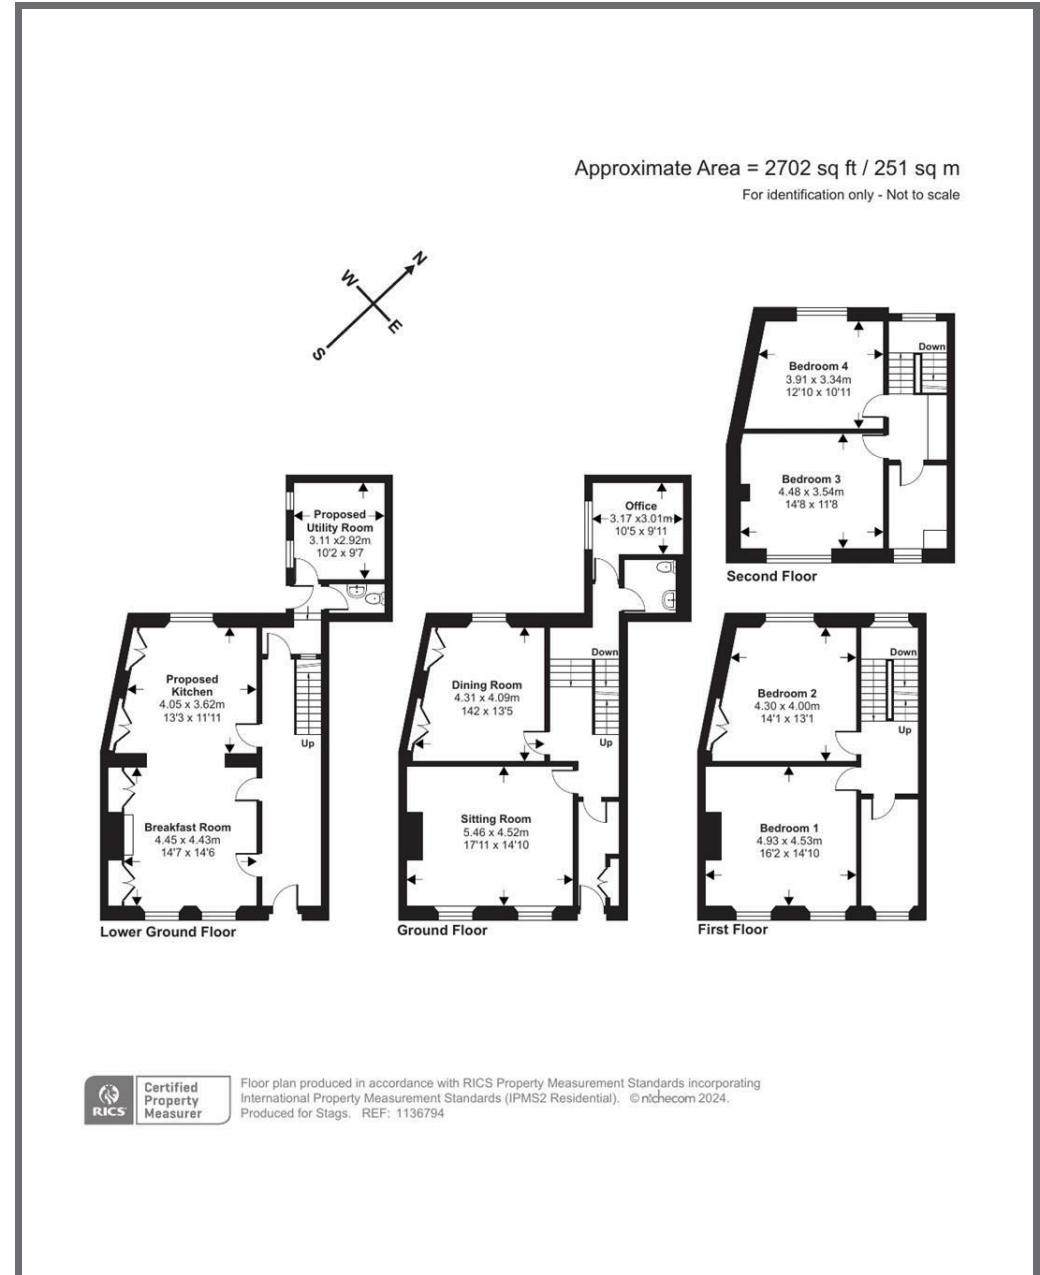 Approximate Area = 2702 sq ft / 251 sq m
For identification only - Not to scale
N
W
E
S
Down
Bedroom 4
3.91 x 3.34m
12'10 x 10'11
Bedroom 3
4.48 x 3.54m
14'8 x 11'8
Second Floor
Proposed
Utility Room
3.11 x2.92m
10'2 x 9'7
Proposed
Kitchen
4.05 x 3.62m
13'3 x 11'11
Up
Breakfast Room
4.45 x 4.43m
14'7 x 14'6
Lower Ground Floor
Office
3.17 x3.01m
10'5 x 9'11
Down
Dining Room
4.31 x 4.09m
142 x 13'5
Up
Sitting Room
5.46 x 4.52m
17'11 x 14'10
Ground Floor
Down
Bedroom 2
4.30 x 4.00m
14'1 x 13'1
Up
Bedroom 1
4.93 x 4.53m
16'2 x 14'10
First Floor
RICS
Certified
Property
Measurer
Floor plan produced in accordance with RICS Property Measurement Standards incorporating
International Property Measurement Standards (IPMS2 Residential). © nichecom 2024.
Produced for Stags. REF: 1136794